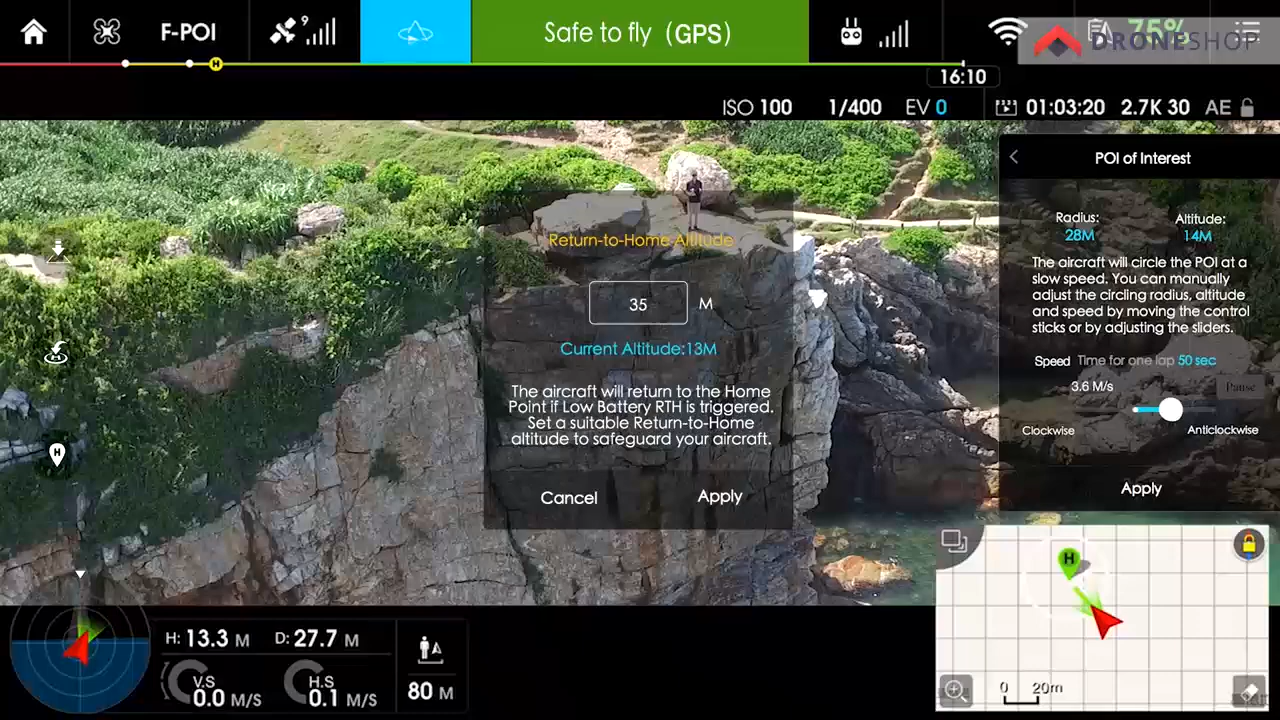 F-POI
9
Safe to fly (GPS)
75%
DRONESHOP
H
16:10
ISO 100
1/400
EV 0
01:03:20
2.7K 30
AE
POI of Interest
Radius:
28M
Altitude:
14M
The aircraft will circle the POI at a
slow speed. You can manually
adjust the circling radius, altitude
and speed by moving the control
sticks or by adjusting the sliders.
Speed Time for one lap 50 sec
3.6 M/s
Pause
Clockwise
Anticlockwise
Apply
Return-to-Home Altitude
35 M
Current Altitude:13M
The aircraft will return to the Home
Point if Low Battery RTH is triggered.
Set a suitable Return-to-Home
altitude to safeguard your aircraft.
Cancel
Apply
H
H
0 20m
H: 13.3 M
D: 27.7 M
V.S
0.0 M/S
H.S
0.1 M/S
80 M